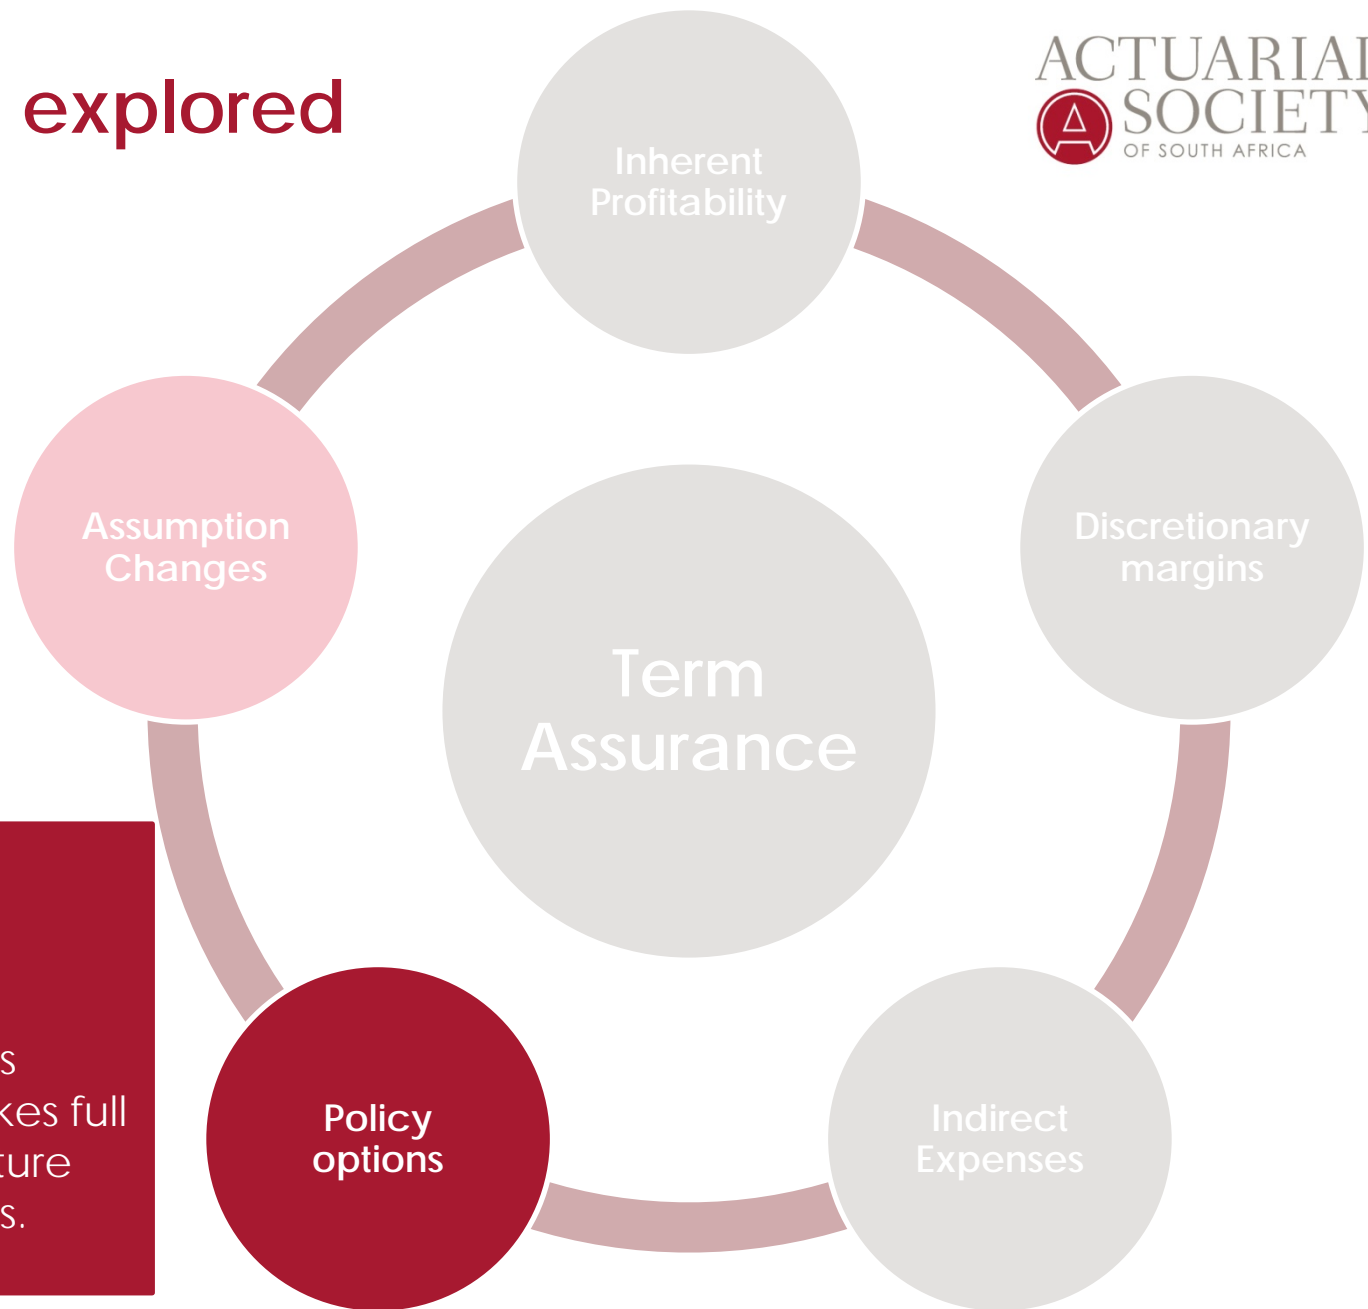 explored
ACTUARIAL
SOCIETY
OF SOUTH AFRICA
Inherent
Profitability
Assumption
Changes
Discretionary
margins
Term
Assurance
Policy
options
Indirect
Expenses
s
kes full
ture
s.